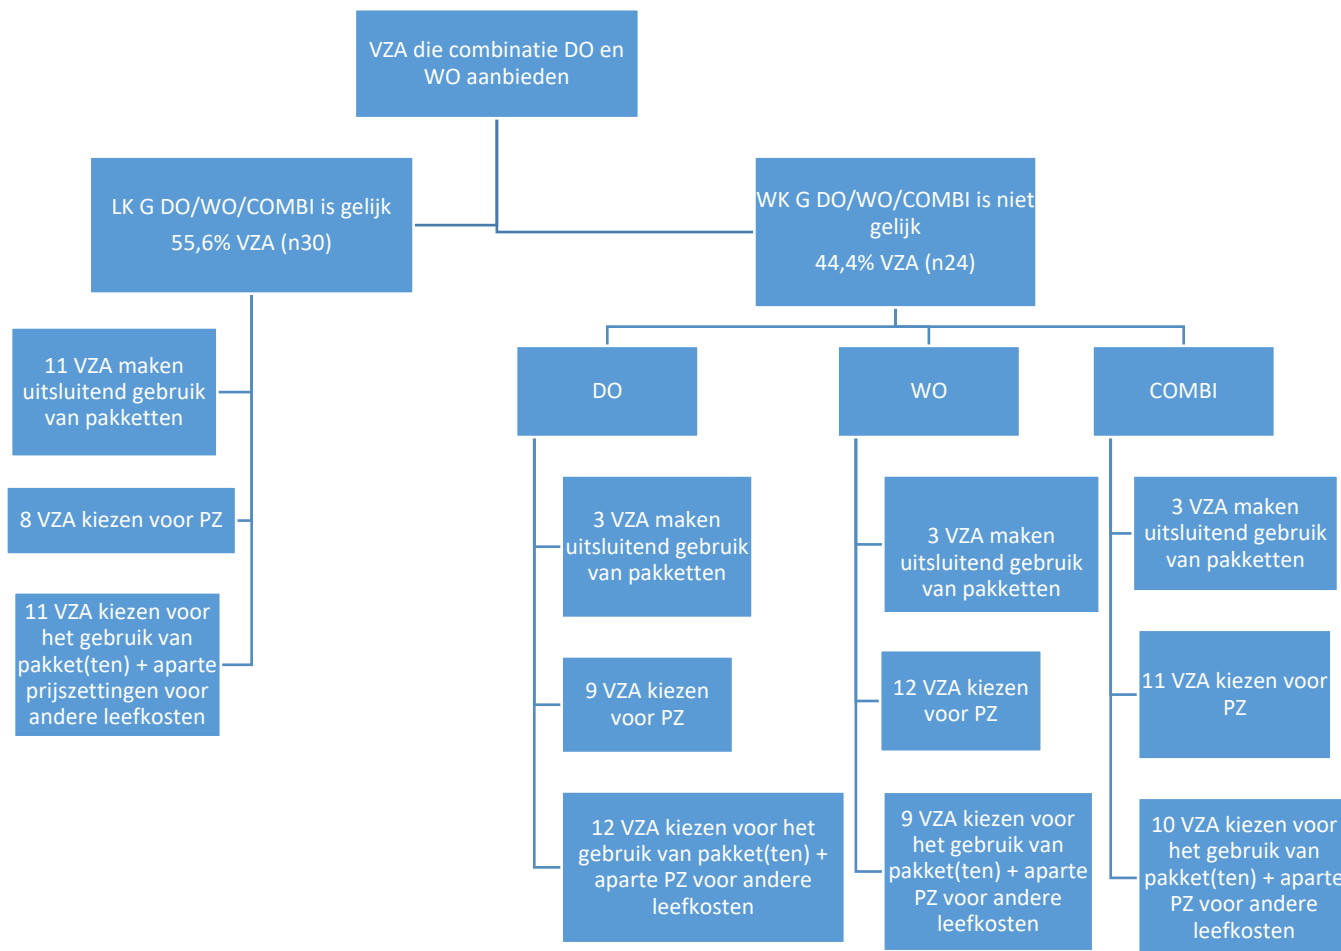 VZA die combinatie DO en
WO aanbieden
LK G DO/WO/COMBI is gelijk
55,6% VZA (n30)
WK G DO/WO/COMBI is niet
gelijk
44,4% VZA (n24)
11 VZA maken
uitsluitend gebruik
van pakketten
8 VZA kiezen voor PZ
11 VZA kiezen voor
het gebruik van
pakket(ten) + aparte
prijszettingen voor
andere leefkosten
DO
3 VZA maken
uitsluitend gebruik
van pakketten
9 VZA kiezen
voor PZ
12 VZA kiezen voor het
gebruik van pakket(ten) +
aparte PZ voor andere
leefkosten
WO
3 VZA maken
uitsluitend gebruik
van pakketten
12 VZA kiezen
voor PZ
9 VZA kiezen voor
het gebruik van
pakket(ten) + aparte
PZ voor andere
leefkosten
COMBI
3 VZA maken
uitsluitend gebruik
van pakketten
11 VZA kiezen voor
PZ
10 VZA kiezen voor
het gebruik van
pakket(ten) + aparte
PZ voor andere
leefkosten